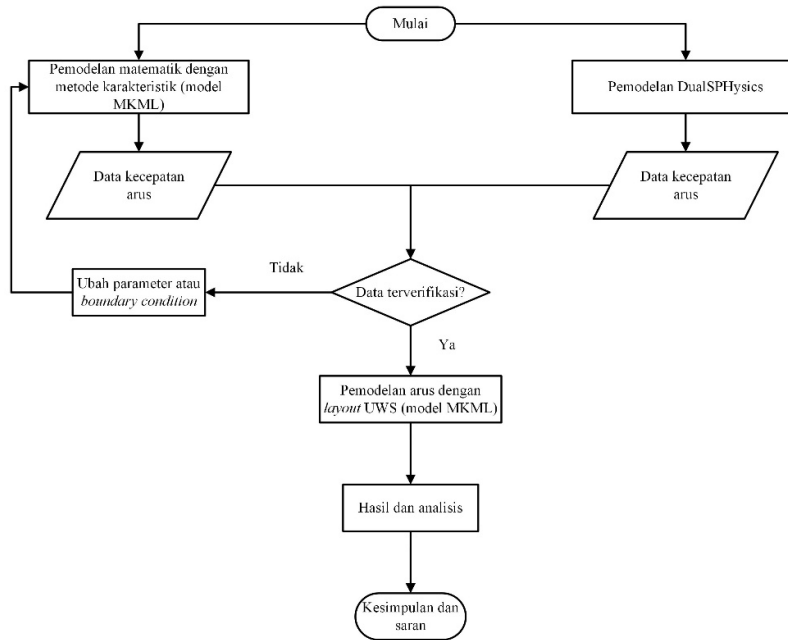 Mulai
Pemodelan matematik dengan
metode karakteristik (model
MKML)
Pemodelan DualSPHysics
Data kecepatan
arus
Data kecepatan
arus
Tidak
Data terverifikasi?
Ubah parameter atau
boundary condition
Ya
Pemodelan arus dengan
layout UWS (model MKML)
Hasil dan analisis
Kesimpulan dan
saran